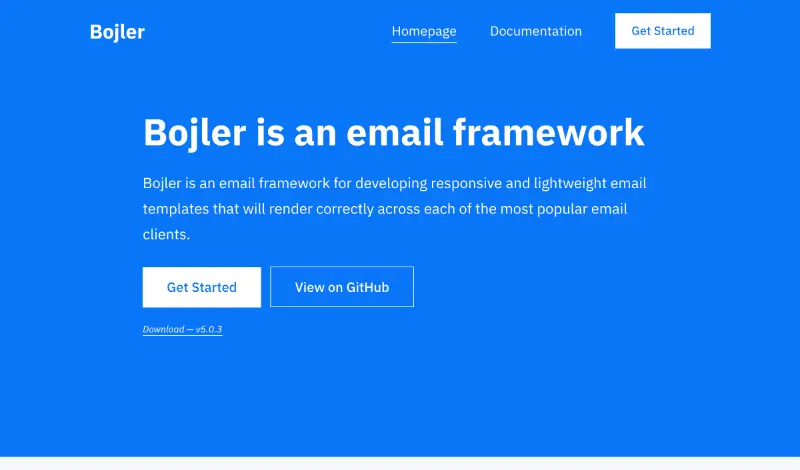 Bojler
Homepage
Documentation
Get Started
Bojler is an email framework
Bojler is an email framework for developing responsive and lightweight email
templates that will render correctly across each of the most popular email
clients.
Get Started
View on GitHub
Download — v5.0.3